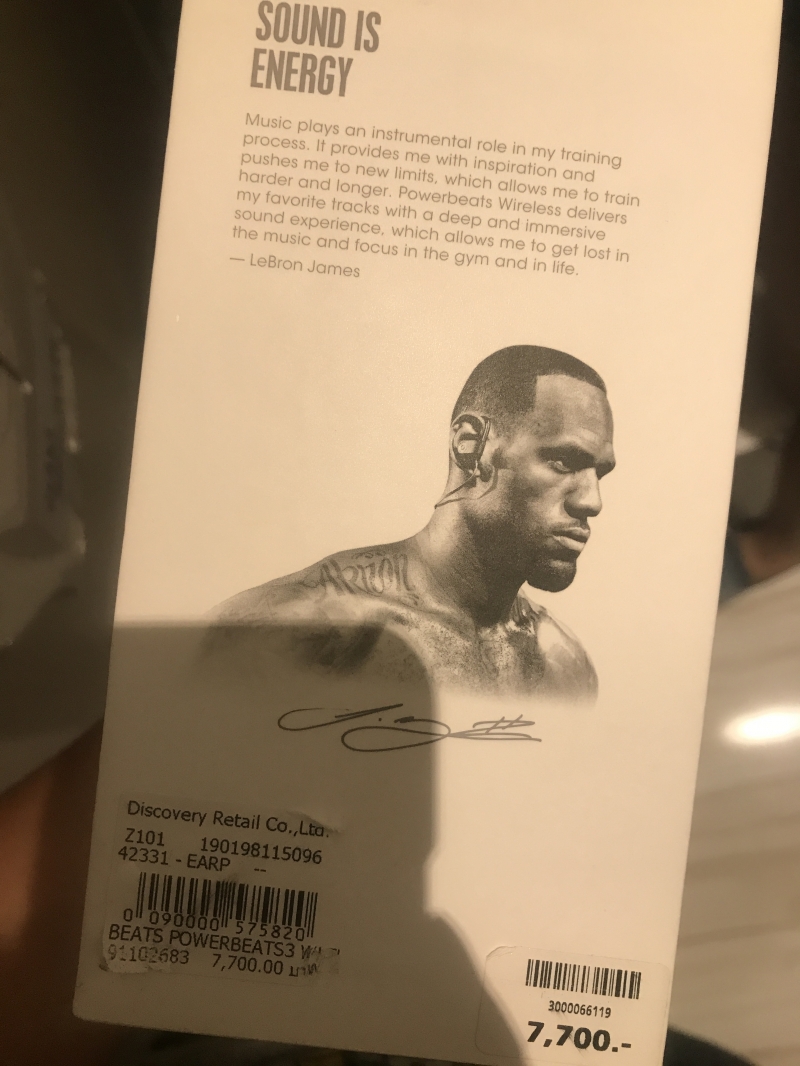 SOUND IS
ENERGY
Music plays an instrumental role in my training
process. It provides me with inspiration and
pushes me to new limits, which allows me to train
harder and longer. Powerbeats Wireless delivers
my favorite tracks with a deep and immersive
sound experience, which allows me to get lost in
the music and focus in the gym and in life.
— LeBron James
Akron
Discovery Retail Co.,Ltd.
Z101 190198115096
42331 - EARP --
0 090000 575820
BEATS POWERBEATS3
91102683 7,700.00 บาท
3000066119
7,700.-